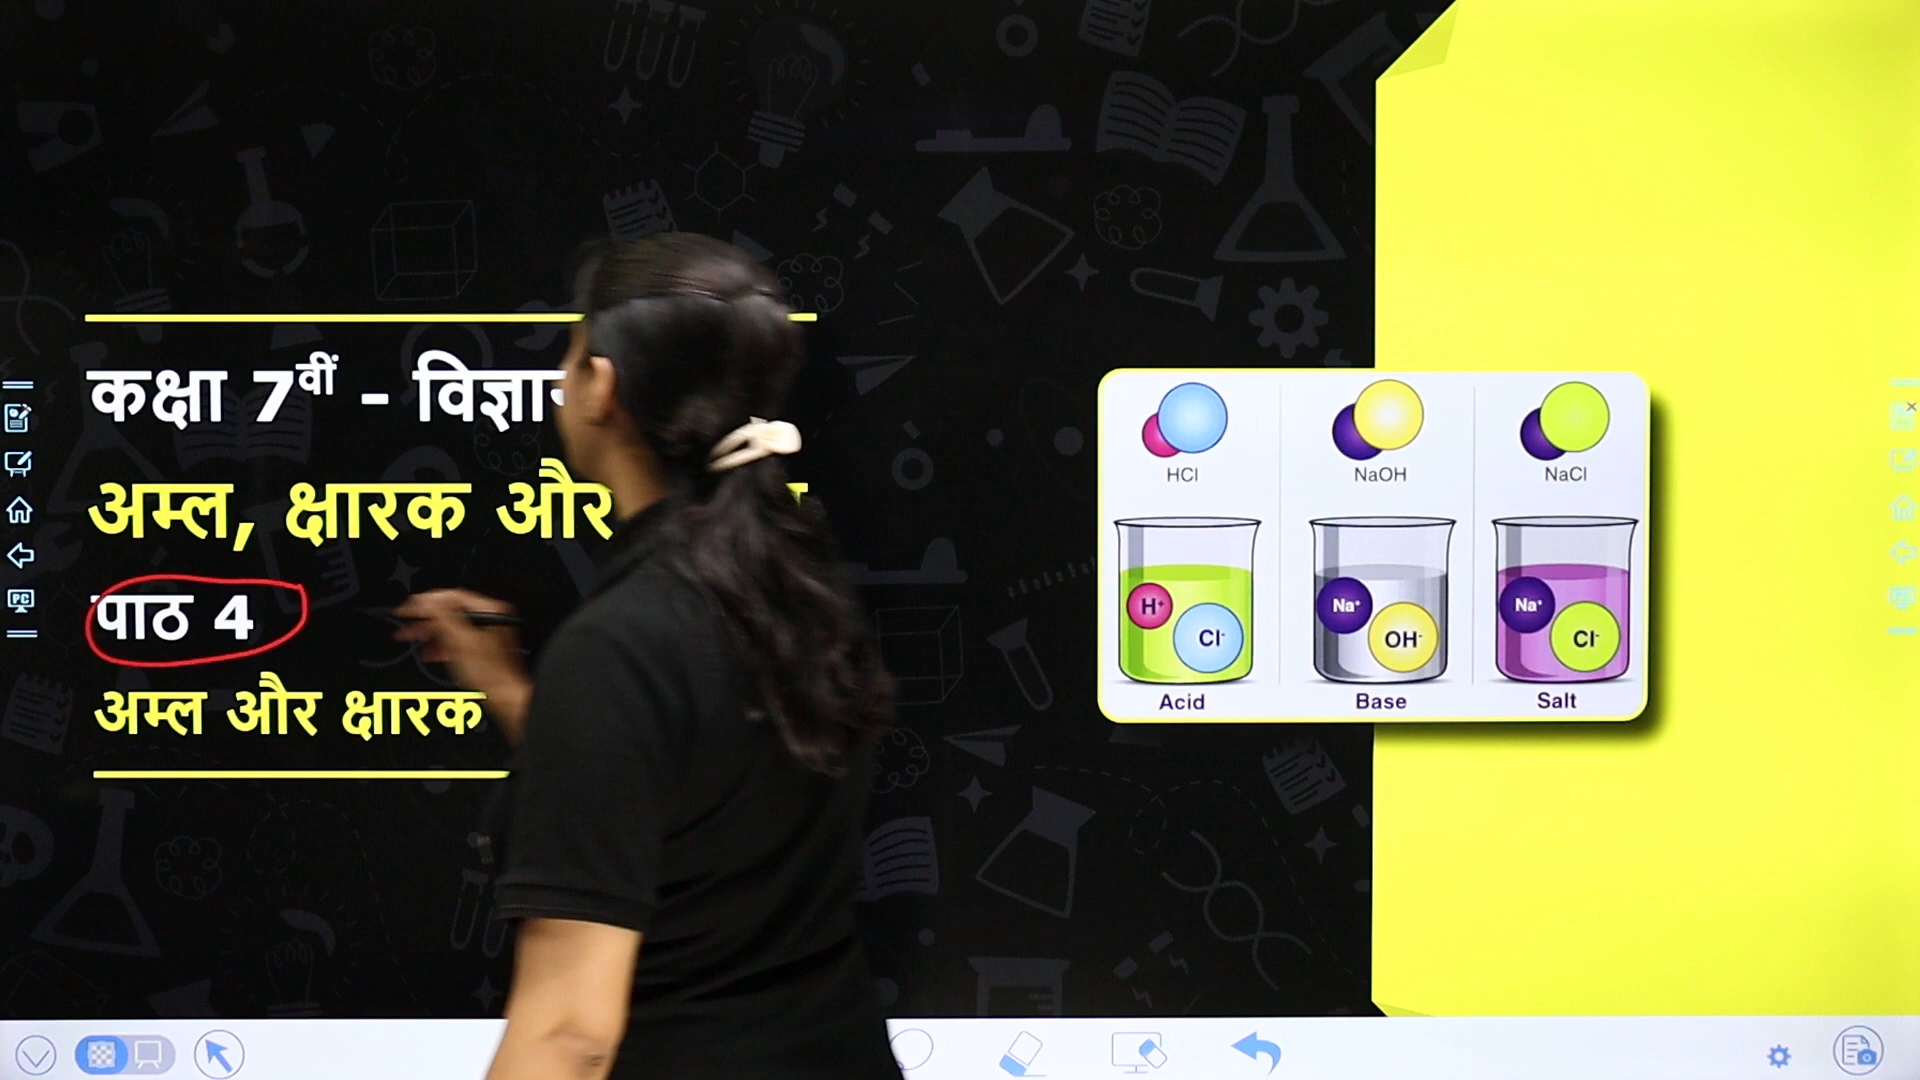 कक्षा 7वीं - विज्ञान
अम्ल, क्षारक और
पाठ 4
अम्ल और क्षारक
HCl
NaOH
NaCl
H+
Cl-
Na+
OH-
Na+
Cl-
Acid
Base
Salt
PC